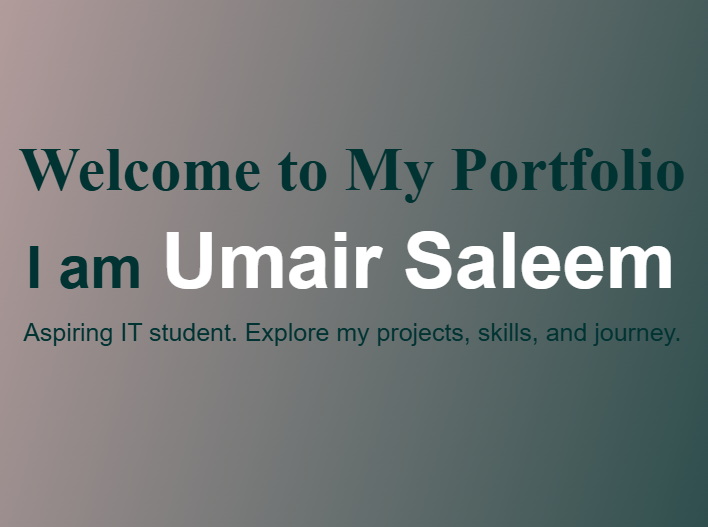 Welcome to My Portfolio
I am Umair Saleem
Aspiring IT student. Explore my projects, skills, and journey.